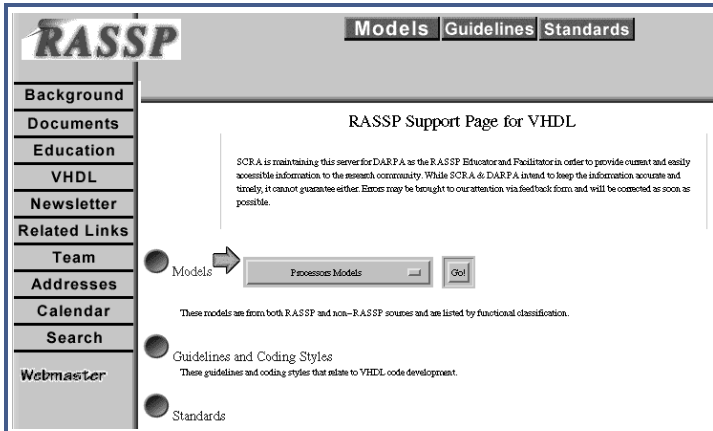 RASSP
Models Guidelines Standards
Background
Documents
Education
VHDL
Newsletter
Related Links
Team
Addresses
Calendar
Search
Webmaster
RASSP Support Page for VHDL
SCRA is maintaining this server for DARPA as the RASSP Educator and Facilitator in order to provide current and easily
accessible information to the research community. While SCRA & DARPA intend to keep the information accurate and
timely, it cannot guarantee either. Errors may be brought to our attention via feedback form and will be corrected as soon as
possible.
Models Processors Models Go!
These models are from both RASSP and non-RASSP sources and are listed by functional classification.
Guidelines and Coding Styles
These guidelines and coding styles that relate to VHDL code development.
Standards